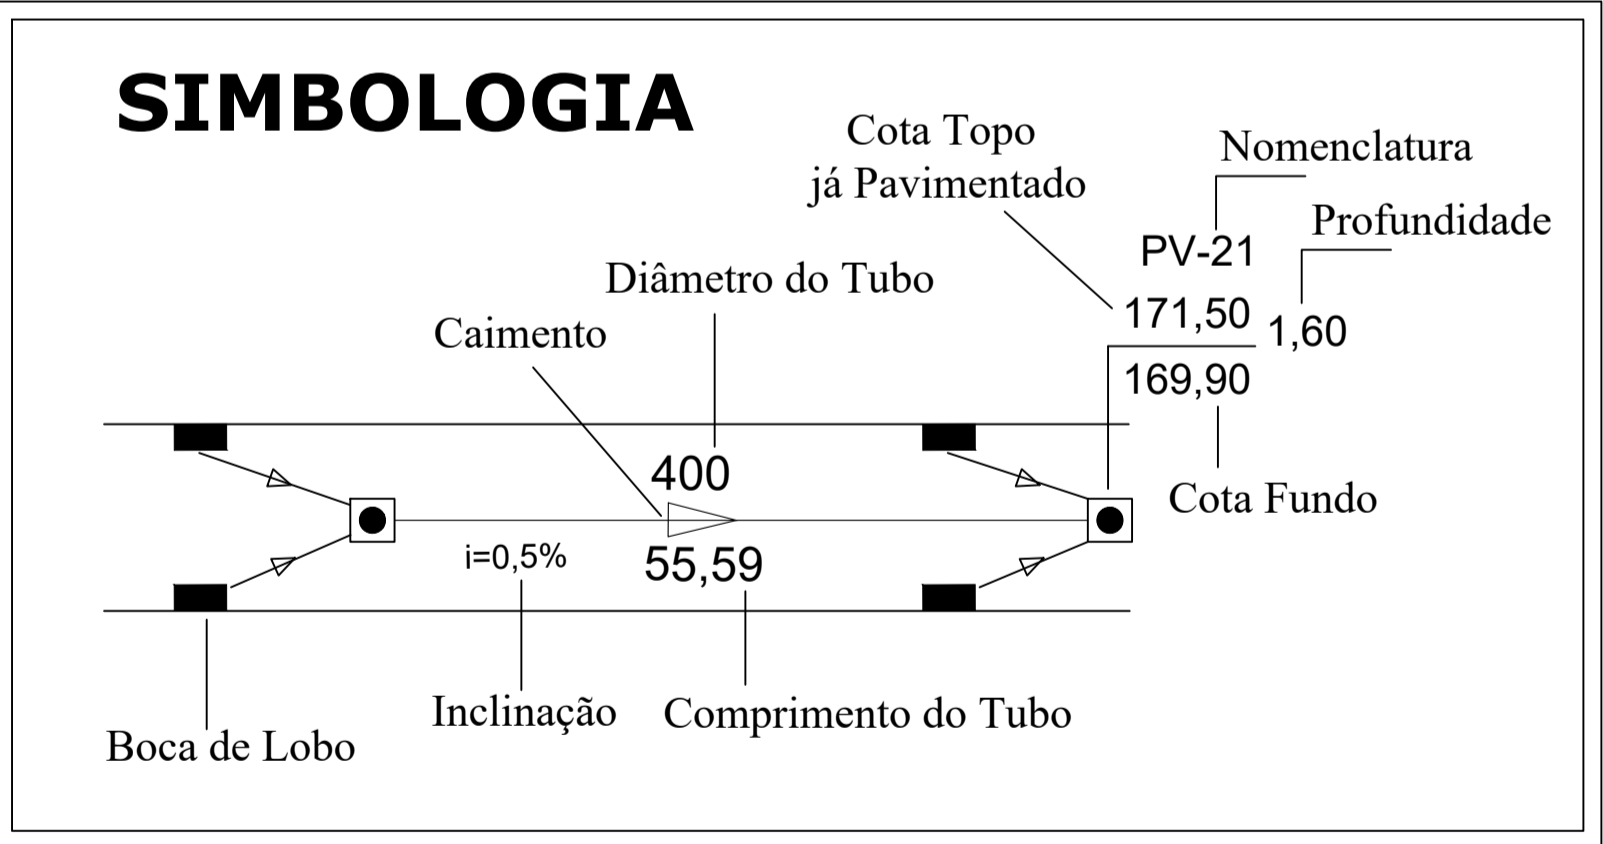 SIMBOLOGIA
Cota Topo
já Pavimentado
Nomenclatura
Profundidade
PV-21
171,50
1,60
169,90
Cota Fundo
Diâmetro do Tubo
Caimento
400
i=0,5%
55,59
Inclinação
Comprimento do Tubo
Boca de Lobo